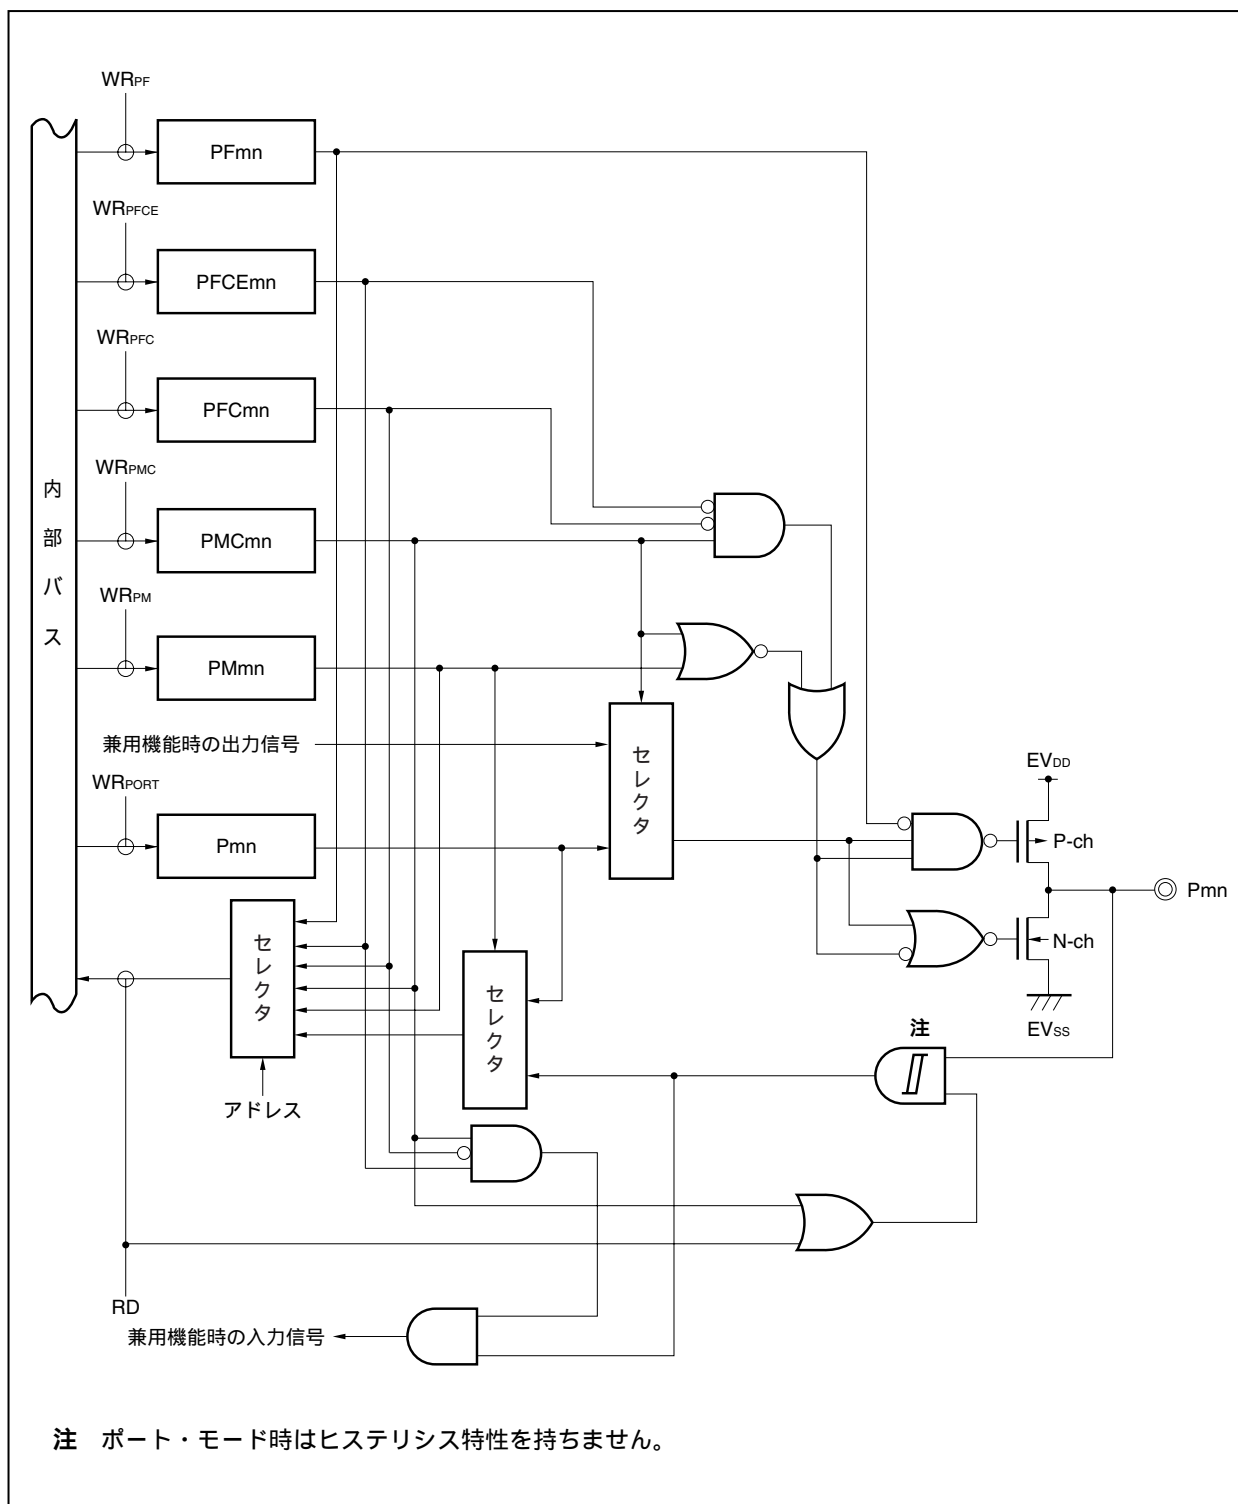 WRPF
PFmn
WRPFCE
PFCEmn
WRPFC
PFCmn
WRPMC
PMCmn
内部バス
WRPM
PMmn
兼用機能時の出力信号
セレクタ
WRPORT
Pmn
EVDD
P-ch
Pmn
N-ch
EVSS
セレクタ
セレクタ
注
アドレス
RD
兼用機能時の入力信号
注 ポート・モード時はヒステリシス特性を持ちません。